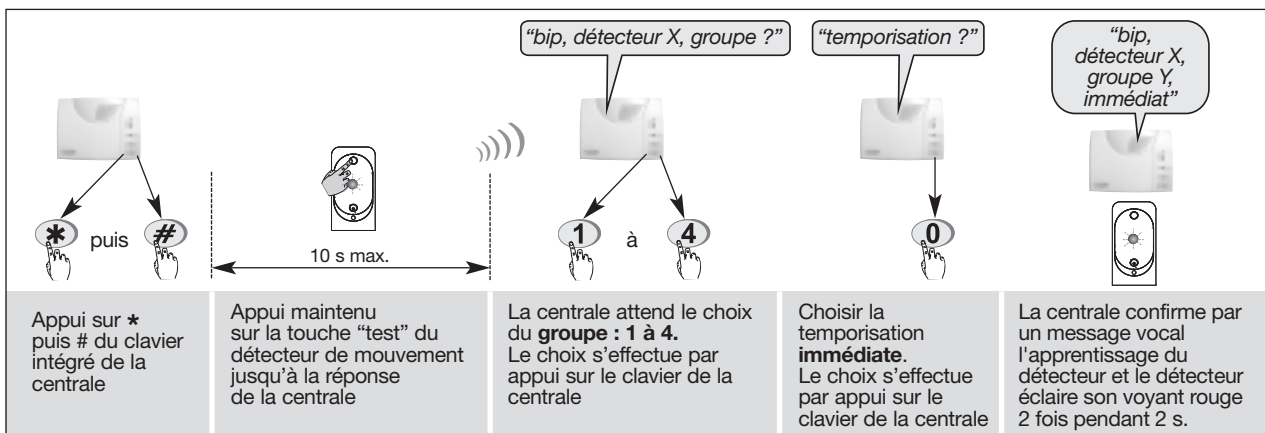 “bip, détecteur X, groupe ?”
“temporisation ?”
“bip,
détecteur X,
groupe Y,
immédiat”
* puis #
10 s max.
1 à 4
0
Appui sur *
puis # du clavier
intégré de la
centrale
Appui maintenu
sur la touche “test” du
détecteur de mouvement
jusqu’à la réponse
de la centrale
La centrale attend le choix
du groupe : 1 à 4.
Le choix s’effectue par
appui sur le clavier de la
centrale
Choisir la
temporisation
immédiate.
Le choix s’effectue
par appui sur le
clavier de la centrale
La centrale confirme par
un message vocal
l'apprentissage du
détecteur et le détecteur
éclaire son voyant rouge
2 fois pendant 2 s.